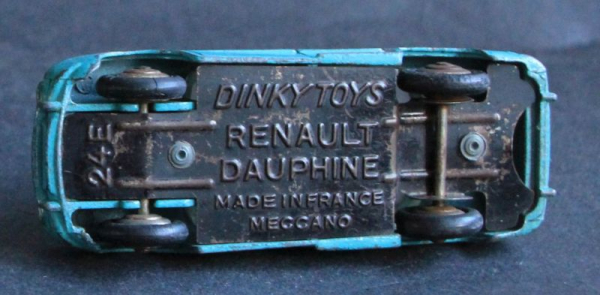 24E
DINKY TOYS
RENAULT
DAUPHINE
MADE IN FRANCE
MECCANO